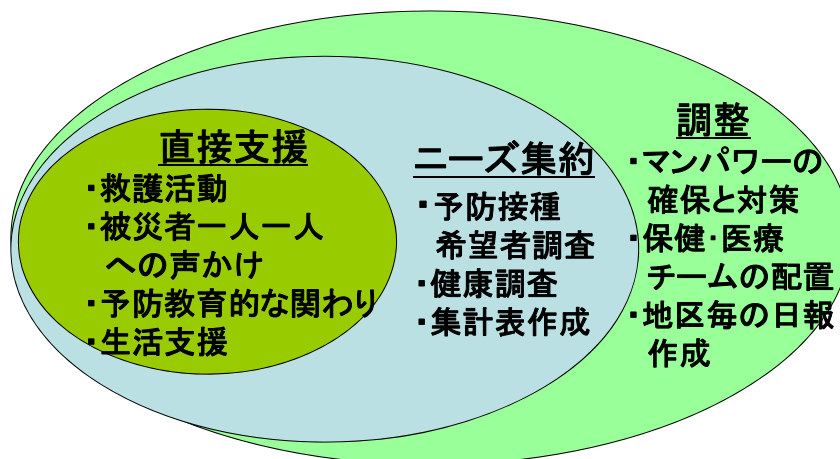 直接支援
・救護活動
・被災者一人一人
への声かけ
・予防教育的な関わり
・生活支援
ニーズ集約
・予防接種
希望者調査
・健康調査
・集計表作成
調整
・マンパワーの
確保と対策
・保健・医療
チームの配置
・地区毎の日報
作成